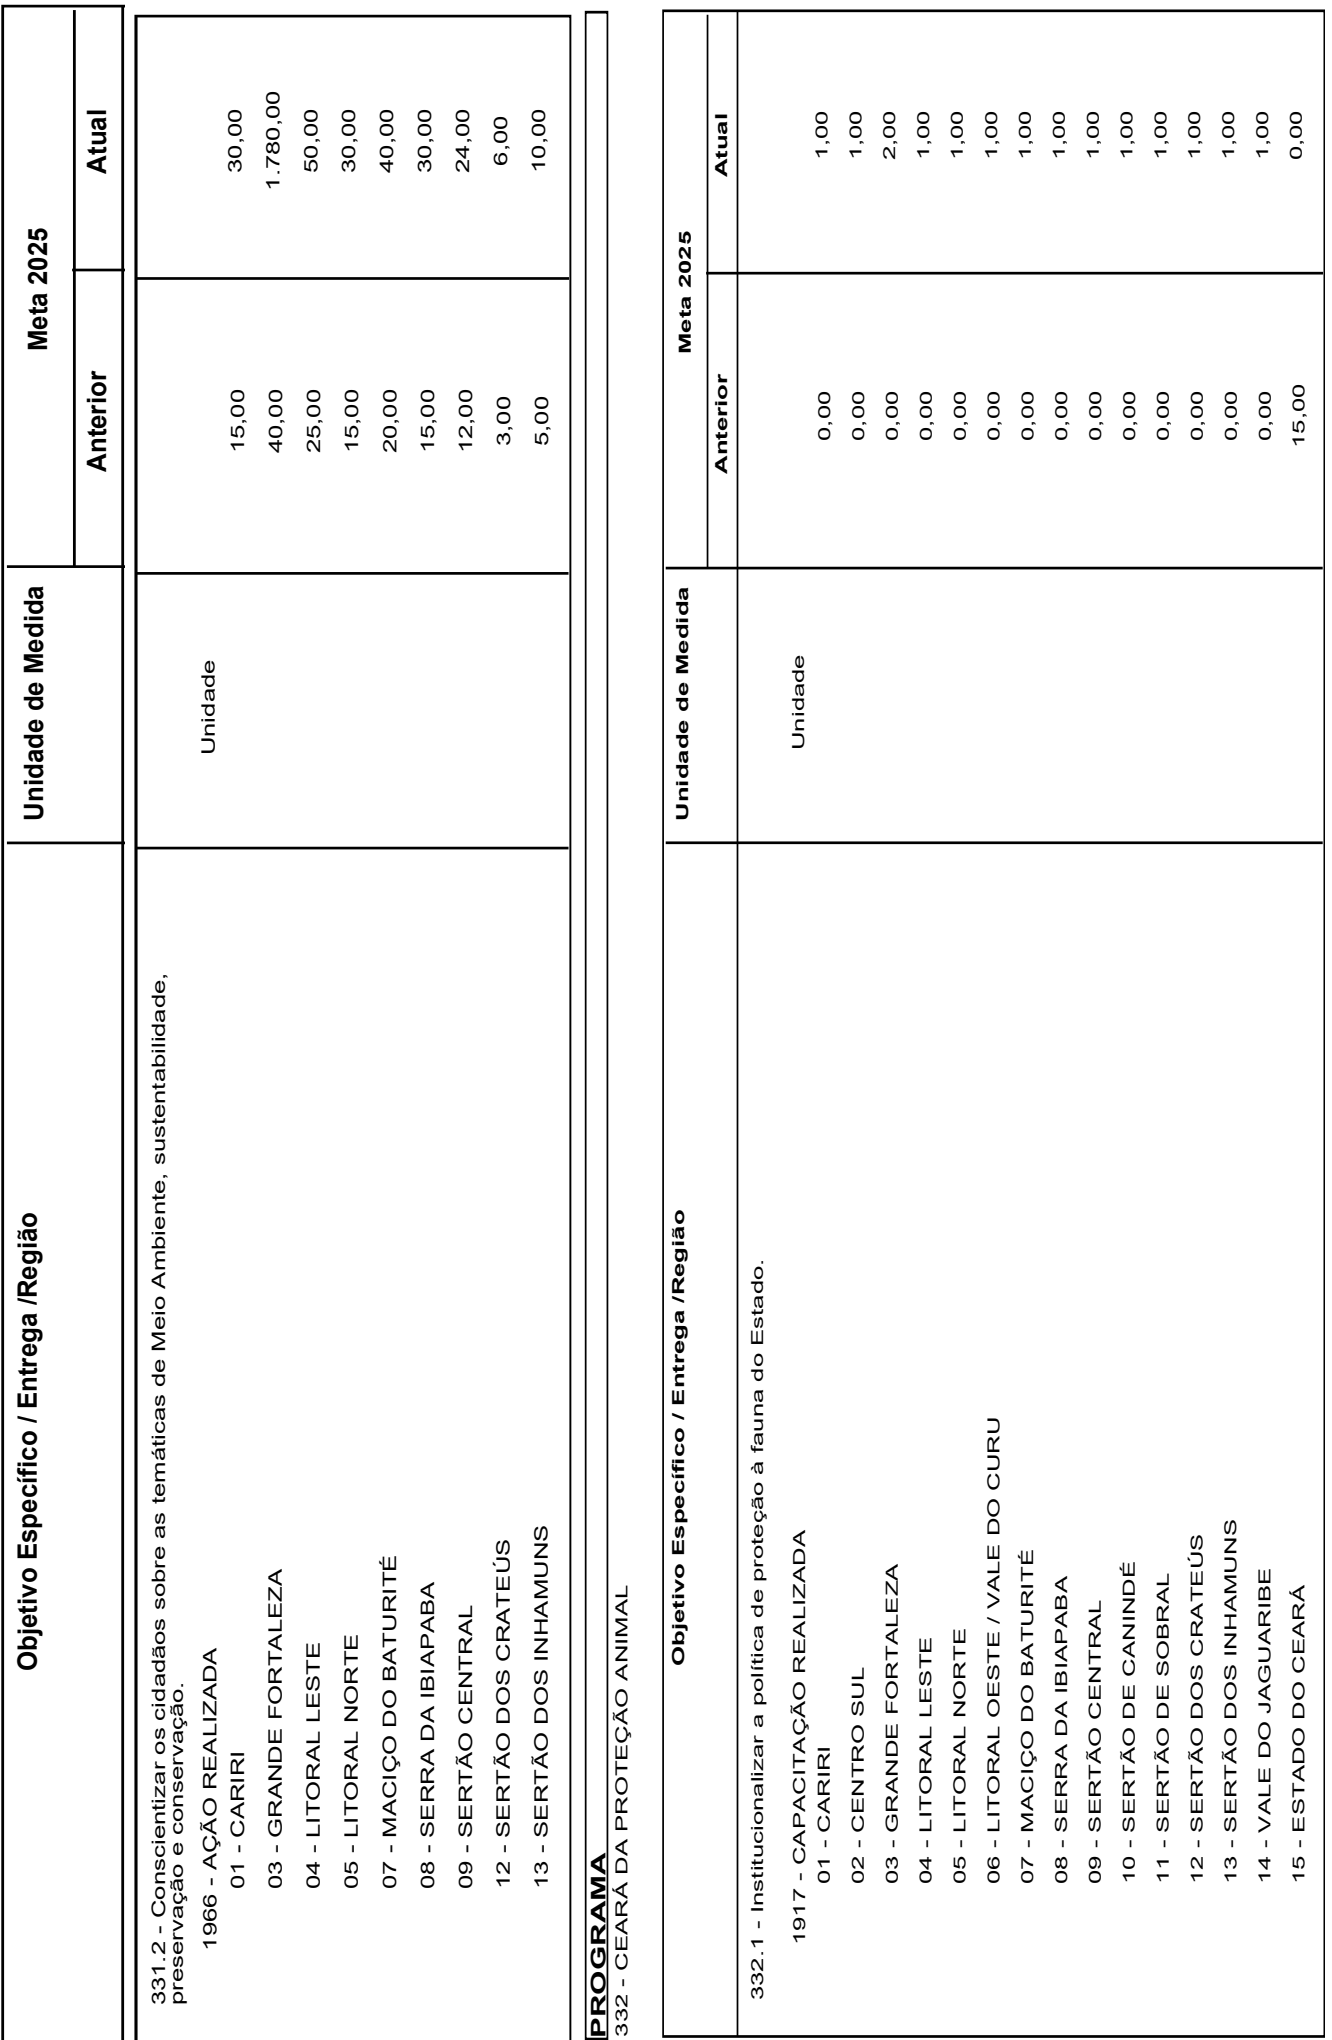 Objetivo Específico / Entrega /Região Unidade de Medida Meta 2025
Anterior Atual
331.2 - Conscientizar os cidadãos sobre as temáticas de Meio Ambiente, sustentabilidade,
preservação e conservação.
1966 - AÇÃO REALIZADA Unidade
01 - CARIRI 15,00 30,00
03 - GRANDE FORTALEZA 40,00 1.780,00
04 - LITORAL LESTE 25,00 50,00
05 - LITORAL NORTE 15,00 30,00
07 - MACIÇO DO BATURITÉ 20,00 40,00
08 - SERRA DA IBIAPABA 15,00 30,00
09 - SERTÃO CENTRAL 12,00 24,00
12 - SERTÃO DOS CRATEÚS 3,00 6,00
13 - SERTÃO DOS INHAMUNS 5,00 10,00
PROGRAMA
332 - CEARÁ DA PROTEÇÃO ANIMAL
Objetivo Específico / Entrega /Região Unidade de Medida Meta 2025
Anterior Atual
332.1 - Institucionalizar a política de proteção à fauna do Estado.
1917 - CAPACITAÇÃO REALIZADA Unidade
01 - CARIRI 0,00 1,00
02 - CENTRO SUL 0,00 1,00
03 - GRANDE FORTALEZA 0,00 2,00
04 - LITORAL LESTE 0,00 1,00
05 - LITORAL NORTE 0,00 1,00
06 - LITORAL OESTE / VALE DO CURU 0,00 1,00
07 - MACIÇO DO BATURITÉ 0,00 1,00
08 - SERRA DA IBIAPABA 0,00 1,00
09 - SERTÃO CENTRAL 0,00 1,00
10 - SERTÃO DE CANINDÉ 0,00 1,00
11 - SERTÃO DE SOBRAL 0,00 1,00
12 - SERTÃO DOS CRATEÚS 0,00 1,00
13 - SERTÃO DOS INHAMUNS 0,00 1,00
14 - VALE DO JAGUARIBE 0,00 1,00
15 - ESTADO DO CEARÁ 15,00 0,00